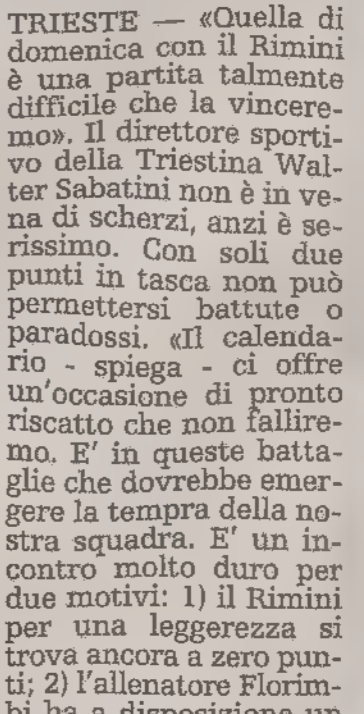 TRIESTE — «Quella di
domenica con il Rimini
è una partita talmente
difficile che la vincere-
mo». Il direttore sporti-
vo della Triestina Wal-
ter Sabatini non è in ve-
na di scherzi, anzi è se-
rissimo. Con soli due
punti in tasca non può
permettersi battute o
paradossi. «Il calenda-
rio - spiega - ci offre
un'occasione di pronto
riscatto che non fallire-
mo. E' in queste batta-
glie che dovrebbe emer-
gere la tempra della no-
stra squadra. E' un in-
contro molto duro per
due motivi: 1) il Rimini
per una leggerezza si
trova ancora a zero pun-
ti; 2) l'allenatore Florim-
bi ha a disposizione un